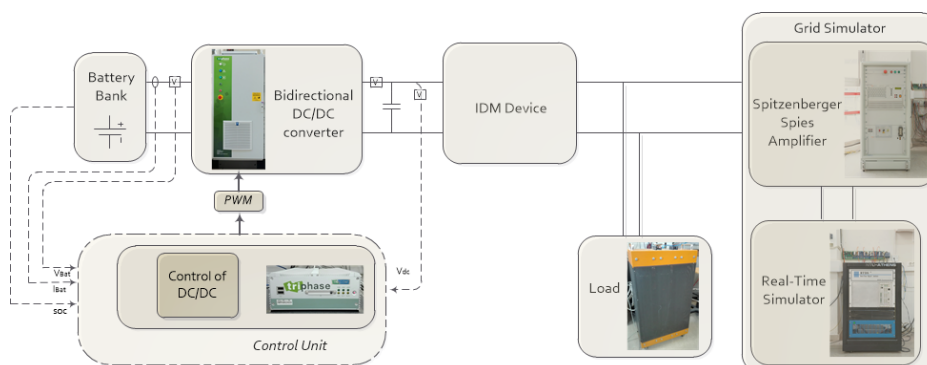 Grid Simulator
Battery
Bank
+
V
Bidirectional
DC/DC
converter
V
V
IDM Device
Spitzenberger
Spies
Amplifier
PWM
VBat
IBat
SOC
Control of
DC/DC
triphase
Vdc
Control Unit
Load
Real-Time
Simulator